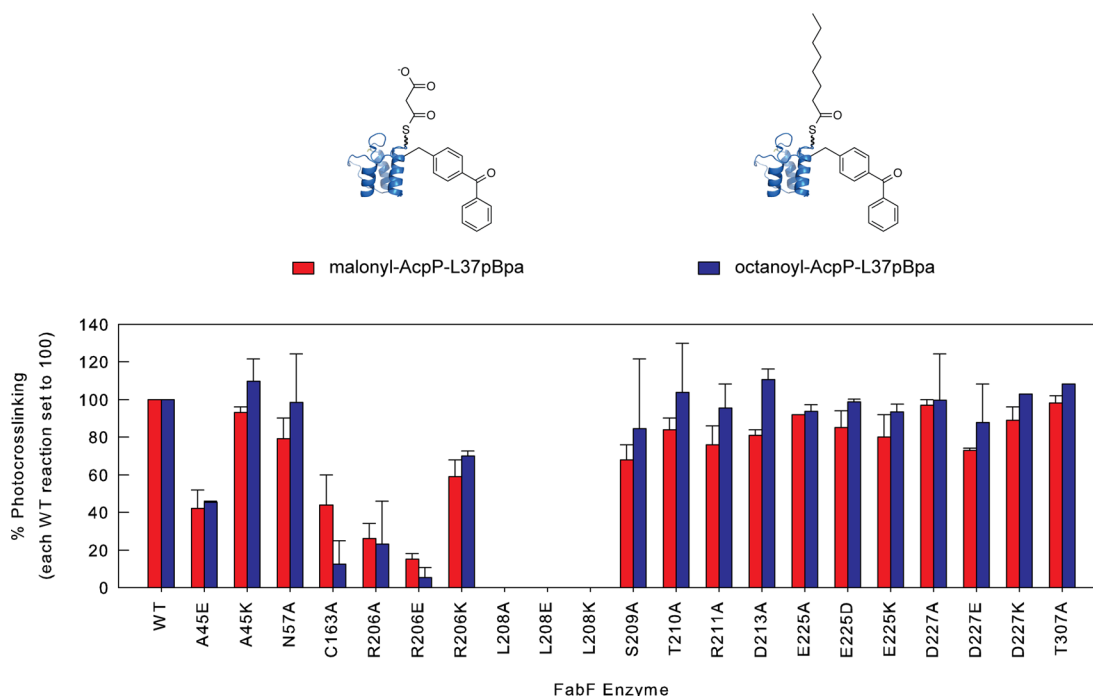 -O O
O
S
O
O
S
O
malonyl-AcpP-L37pBpa
octanoyl-AcpP-L37pBpa
% Photocrosslinking
(each WT reaction set to 100)
140
120
100
80
60
40
20
0
WT
A45E
A45K
N57A
C163A
R206A
R206E
R206K
L208A
L208E
L208K
S209A
T210A
R211A
D213A
E225A
E225D
E225K
D227A
D227E
D227K
T307A
FabF Enzyme